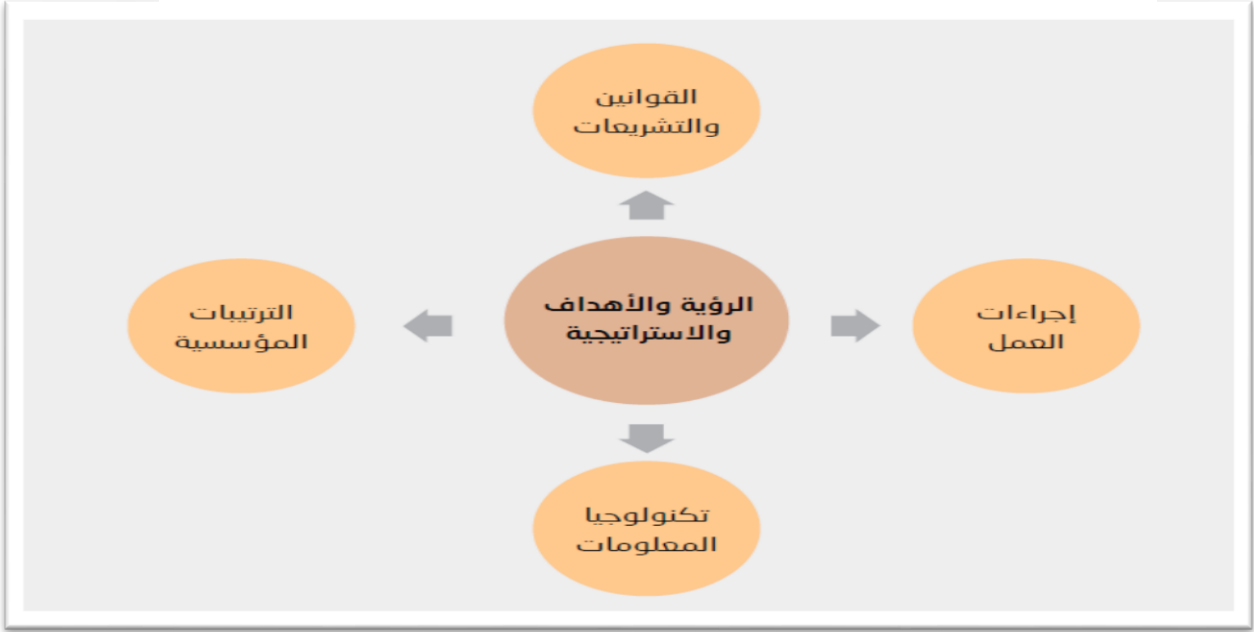 القوانين
والتشريعات
الرؤية والأهداف
والاستراتيجية
إجراءات
العمل
الترتيبات
المؤسسية
تكنولوجيا
المعلومات